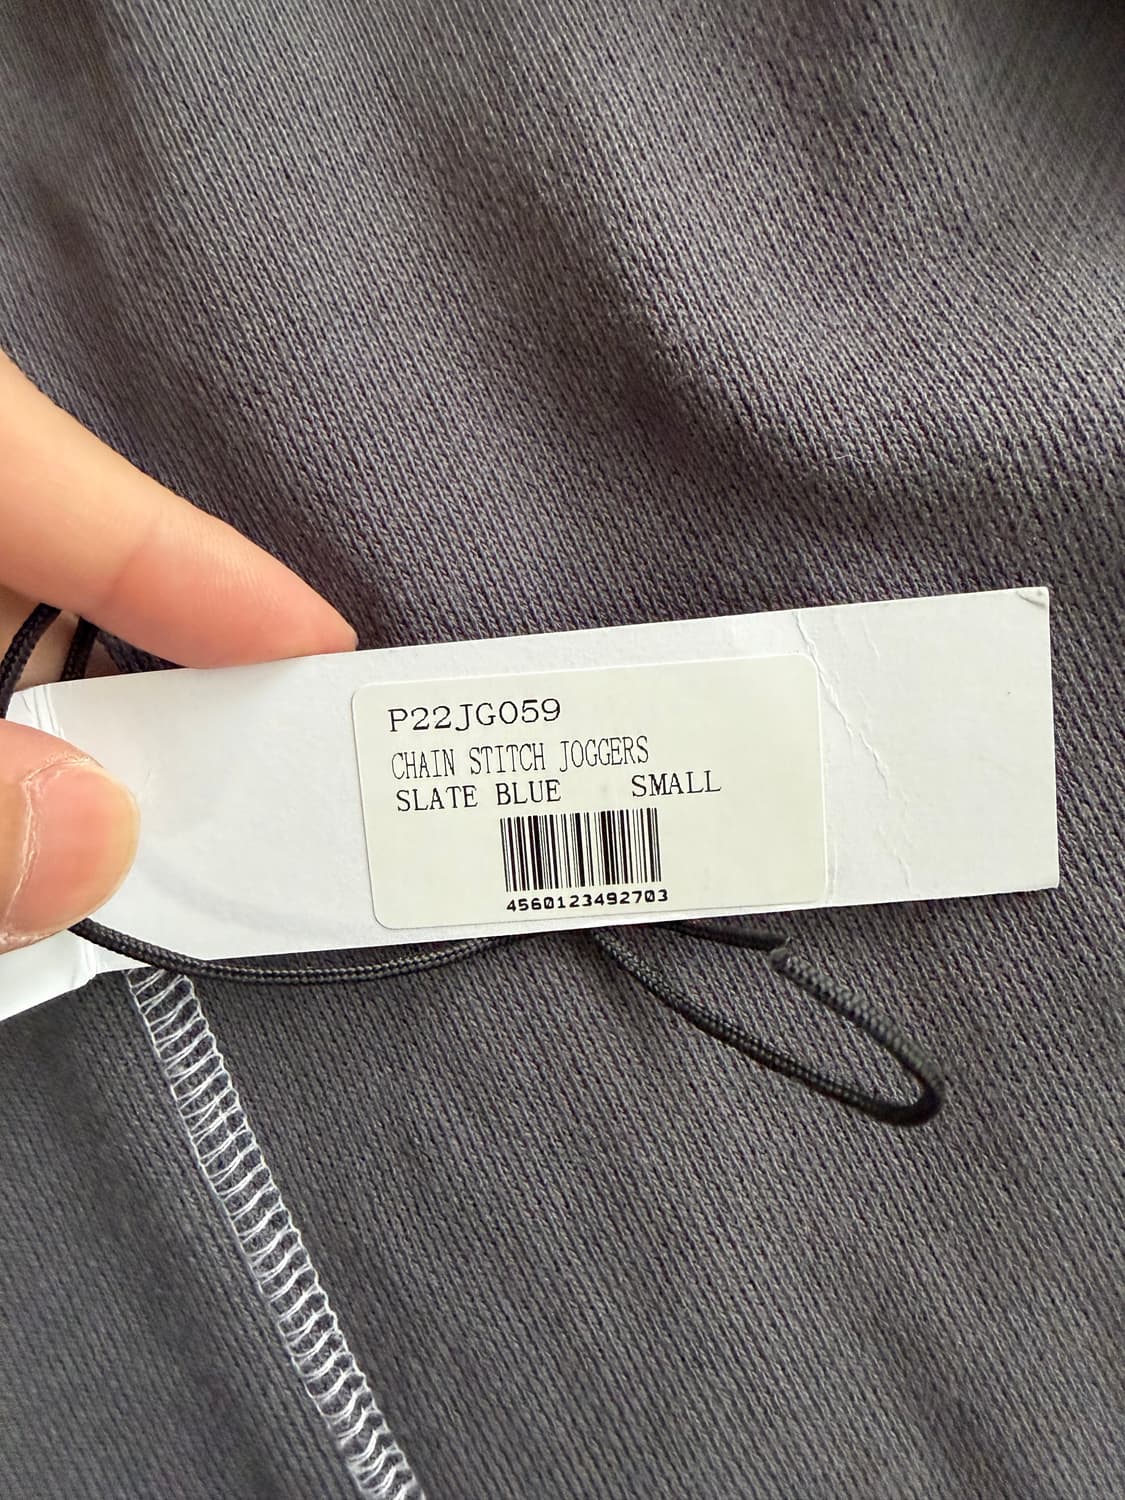 P22JG059
CHAIN STITCH JOGGERS
SLATE BLUE SMALL
4560123492703